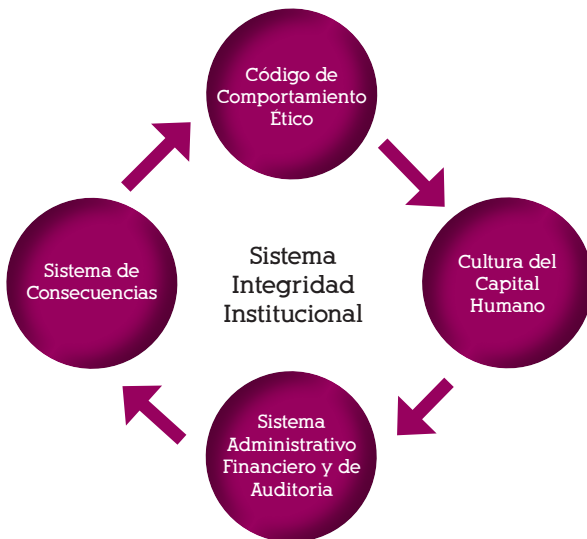 Código de
Comportamiento
Ético
Sistema de
Consecuencias
Sistema
Integridad
Institucional
Cultura del
Capital
Humano
Sistema
Administrativo
Financiero y de
Auditoria